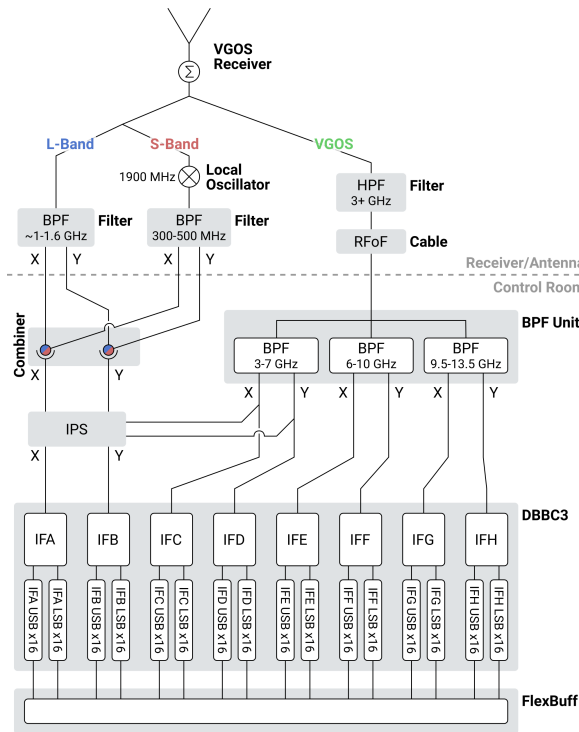 VGOS
Receiver
Σ
L-Band
S-Band
VGOS
1900 MHz
Local
Oscillator
HPF
3+ GHz
Filter
BPF
~1-1.6 GHz
Filter
BPF
300-500 MHz
Filter
RFoF
Cable
X
Y
X
Y
Receiver/Antenna
Control Room
Combiner
BPF Unit
BPF
3-7 GHz
BPF
6-10 GHz
BPF
9.5-13.5 GHz
X
Y
X
Y
X
Y
X
Y
IPS
X
Y
DBBC3
IFA
IFB
IFC
IFD
IFE
IFF
IFG
IFH
IFA USB x16
IFA LSB x16
IFB USB x16
IFB LSB x16
IFC USB x16
IFC LSB x16
IFD USB x16
IFD LSB x16
IFE USB x16
IFE LSB x16
IFF USB x16
IFF LSB x16
IFG USB x16
IFG LSB x16
IFH USB x16
IFH LSB x16
FlexBuff